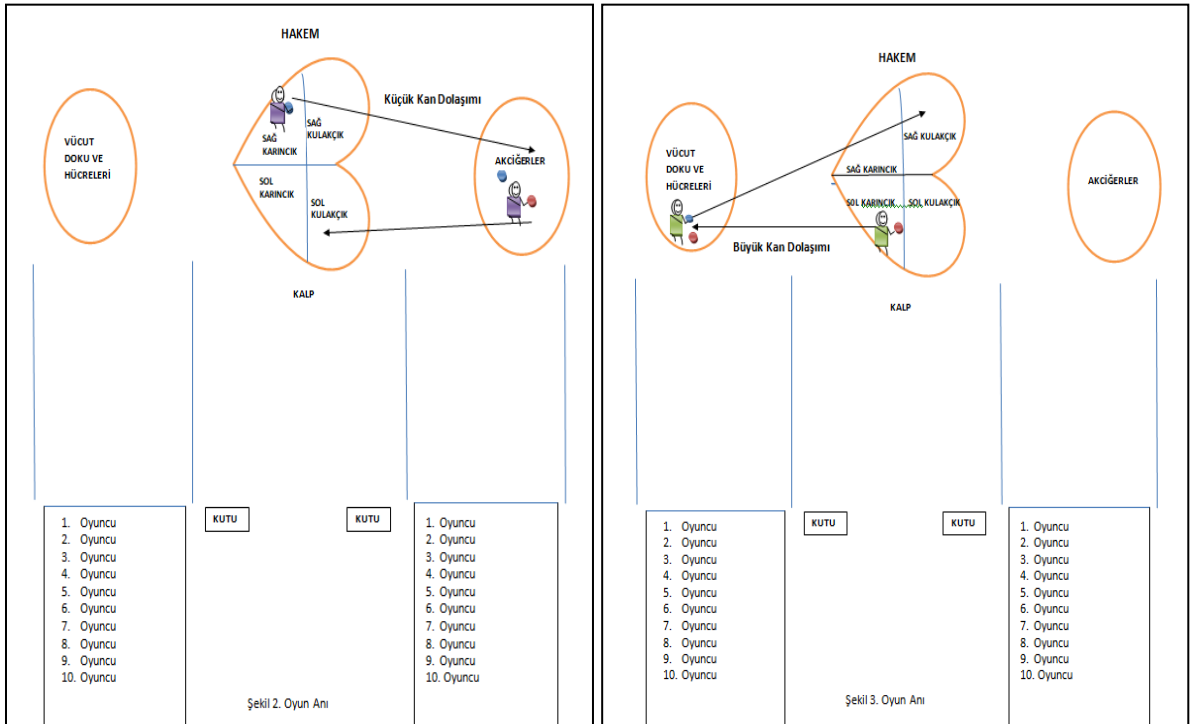 HAKEM
Küçük Kan Dolaşımı
VÜCUT
DOKU VE
HÜCRELERİ
SAĞ
KARINCIK
SAĞ
KULAKÇIK
AKCİĞERLER
SOL
KARINCIK
SOL
KULAKÇIK
KALP
1. Oyuncu
2. Oyuncu
3. Oyuncu
4. Oyuncu
5. Oyuncu
6. Oyuncu
7. Oyuncu
8. Oyuncu
9. Oyuncu
10. Oyuncu
KUTU
KUTU
1. Oyuncu
2. Oyuncu
3. Oyuncu
4. Oyuncu
5. Oyuncu
6. Oyuncu
7. Oyuncu
8. Oyuncu
9. Oyuncu
10. Oyuncu
Şekil 2. Oyun Anı
HAKEM
VÜCUT
DOKU VE
HÜCRELERİ
SAĞ KULAKÇIK
SAĞ KARINCIK
AKCİĞERLER
SOL KARINCIK
SOL KULAKÇIK
Büyük Kan Dolaşımı
KALP
1. Oyuncu
2. Oyuncu
3. Oyuncu
4. Oyuncu
5. Oyuncu
6. Oyuncu
7. Oyuncu
8. Oyuncu
9. Oyuncu
10. Oyuncu
KUTU
KUTU
1. Oyuncu
2. Oyuncu
3. Oyuncu
4. Oyuncu
5. Oyuncu
6. Oyuncu
7. Oyuncu
8. Oyuncu
9. Oyuncu
10. Oyuncu
Şekil 3. Oyun Anı